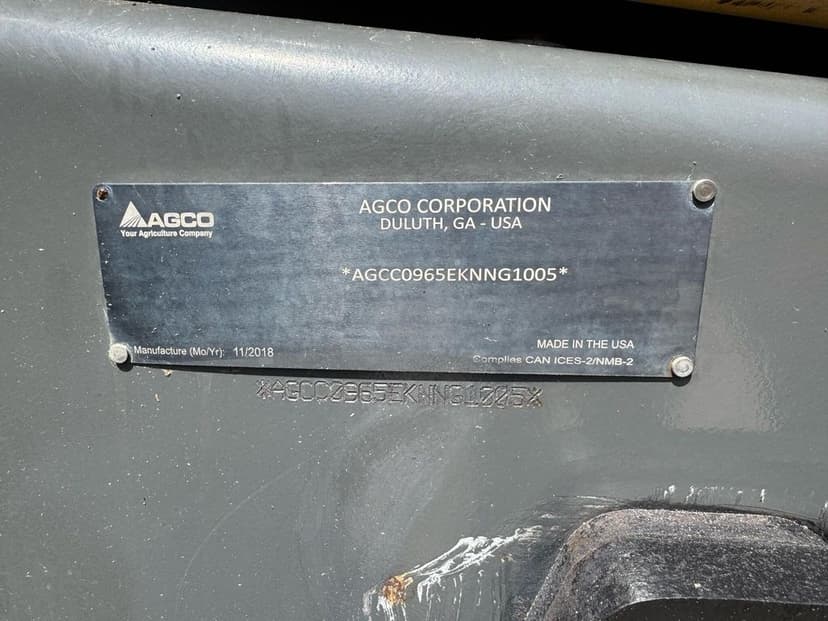 AGCO
Your Agriculture Company
AGCO CORPORATION
DULUTH, GA - USA
*AGCC0965EKNNG1005*
Manufacture (Mo/Yr): 11/2018
MADE IN THE USA
Complies CAN ICES-2/NMB-2
*AGCC0965EKNNG1005*